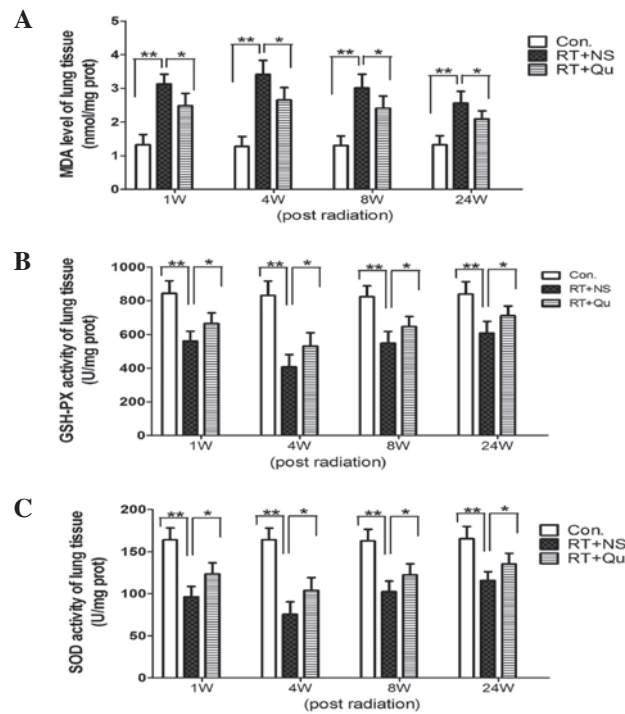 A
MDA level of lung tissue
(nmol/mg prot)
5
4
3
2
1
0
** *
** *
** *
** *
Con.
RT+NS
RT+Qu
1W 4W 8W 24W
(post radiation)
B
GSH-PX activity of lung tissue
(U/mg prot)
1000
800
600
400
200
0
** *
** *
** *
** *
Con.
RT+NS
RT+Qu
1W 4W 8W 24W
(post radiation)
C
SOD activity of lung tissue
(U/mg prot)
200
150
100
50
0
** *
** *
** *
** *
Con.
RT+NS
RT+Qu
1W 4W 8W 24W
(post radiation)